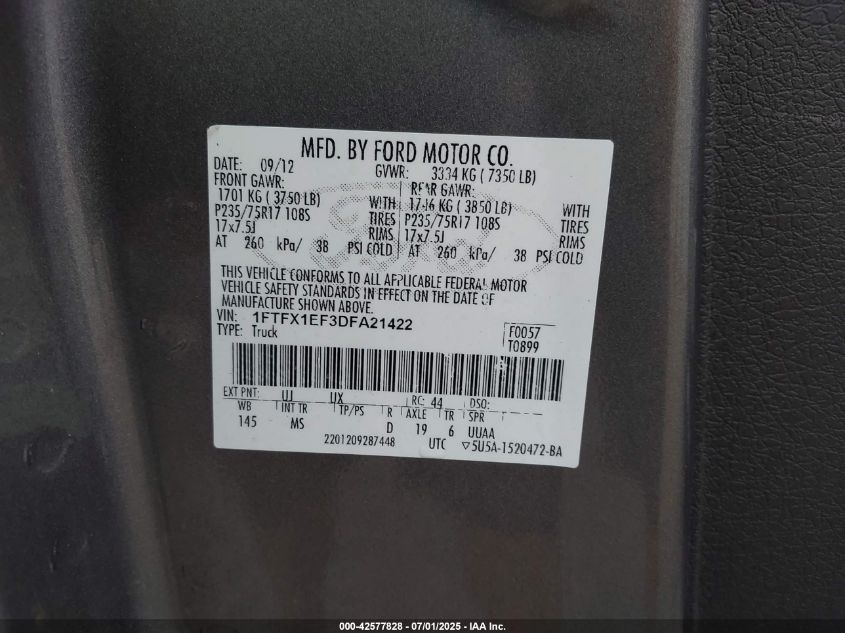 MFD. BY FORD MOTOR CO.
DATE: 09/12 GVWR: 3334 KG ( 7350 LB)
FRONT GAWR: REAR GAWR:
1701 KG ( 3750 LB) WITH 1746 KG ( 3850 LB) WITH
P235/75R17 108S TIRES P235/75R17 108S TIRES
17x7.5J RIMS 17x7.5J RIMS
AT 260 kPa/ 38 PSI COLD AT 260 kPa/ 38 PSI COLD
THIS VEHICLE CONFORMS TO ALL APPLICABLE FEDERAL MOTOR
VEHICLE SAFETY STANDARDS IN EFFECT ON THE DATE OF
MANUFACTURE SHOWN ABOVE.
VIN: 1FTFX1EF3DFA21422
TYPE: Truck
F0057
T0899
EXT PNT: UJ UX RC: 44 DSO:
WB INT TR TP/PS R AXLE TR SPR
145 MS D 19 6 UUAA
2201209287448 UTC ▽5U5A-1520472-BA
000-42577828 - 07/01/2025 - IAA Inc.